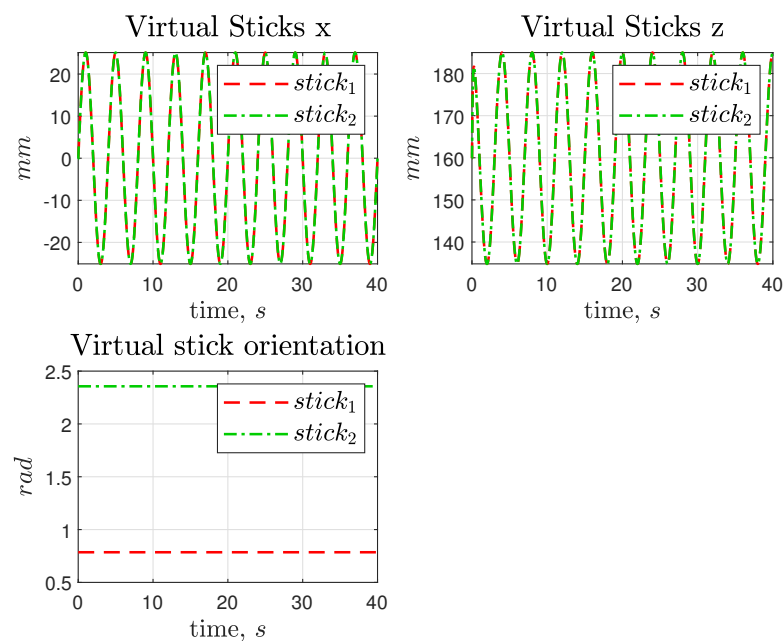 Virtual Sticks x
25
20
10
0
-10
-20
mm
0 10 20 30 40
time, s
stick₁
stick₂
Virtual Sticks z
180
170
160
150
140
mm
0 10 20 30 40
time, s
stick₁
stick₂
Virtual stick orientation
2.5
2
1.5
1
0.5
rad
0 10 20 30 40
time, s
stick₁
stick₂